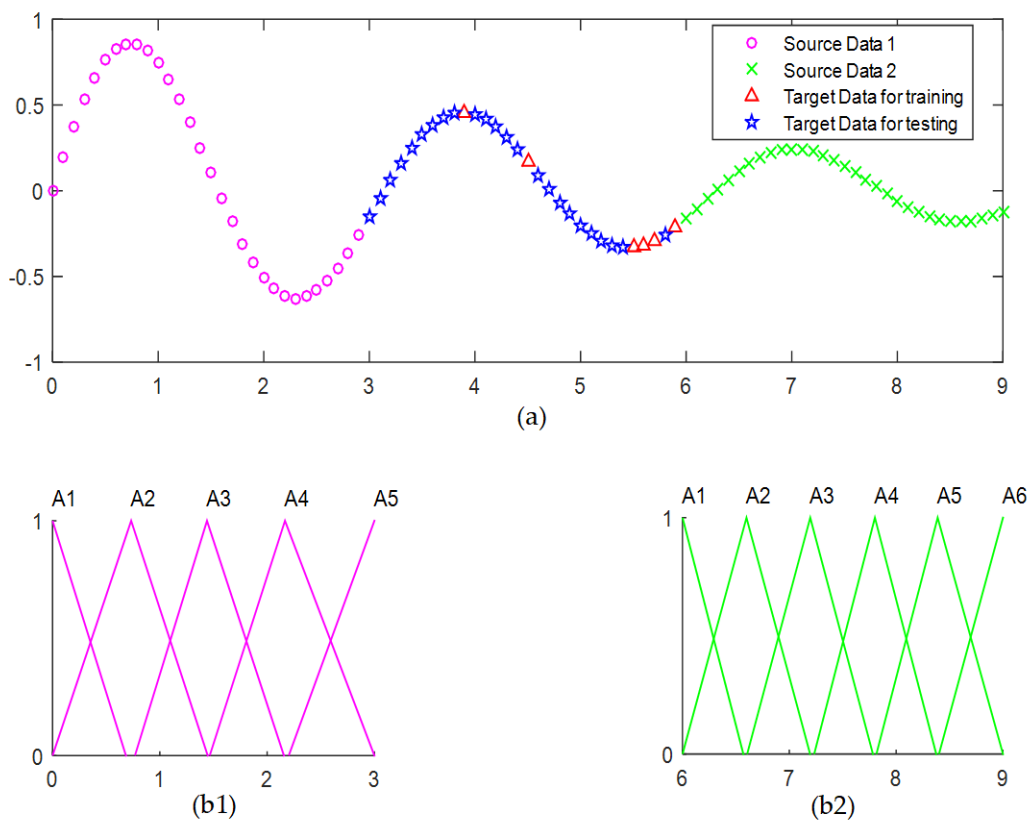 1
0.5
0
-0.5
-1
Source Data 1
Source Data 2
Target Data for training
Target Data for testing
0 1 2 3 4 5 6 7 8 9
(a)
A1 A2 A3 A4 A5
1
0
0 1 2 3
(b1)
A1 A2 A3 A4 A5 A6
1
0
6 7 8 9
(b2)